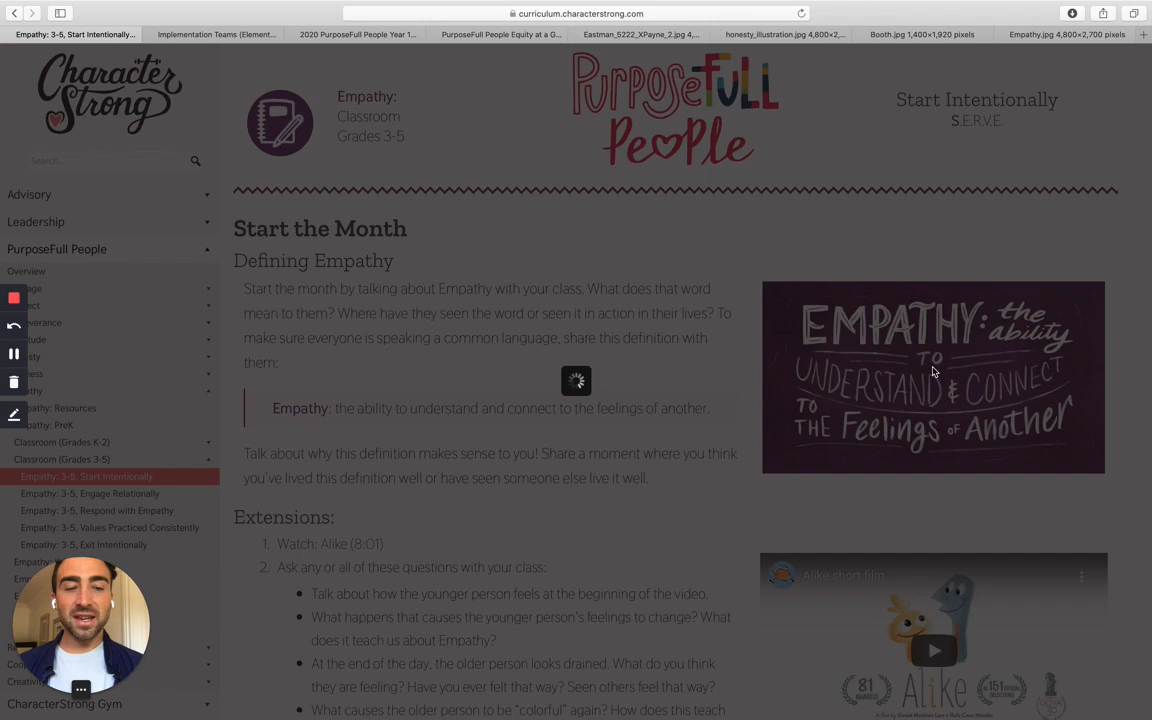 curriculum.characterstrong.com
Empathy: 3-5, Start Intentionally...
Implementation Teams (Element...
2020 PurposeFull People Year 1...
PurposeFull People Equity at a G...
Eastman_5222_XPayne_2.jpg 4,...
honesty_illustration.jpg 4,800×2,...
Booth.jpg 1,400×1,920 pixels
Empathy.jpg 4,800×2,700 pixels
Character
Strong
Search...
Advisory
Leadership
PurposeFull People
Overview
Empathy: Resources
Classroom (Grades K-2)
Classroom (Grades 3-5)
Empathy: 3-5, Start Intentionally
Empathy: 3-5, Engage Relationally
Empathy: 3-5, Respond with Empathy
Empathy: 3-5, Values Practiced Consistently
Empathy: 3-5, Exit Intentionally
CharacterStrong Gym
Empathy:
Classroom
Grades 3-5
PurposeFull
People
Start Intentionally
S.E.R.V.E.
Start the Month
Defining Empathy
Start the month by talking about Empathy with your class. What does that word
mean to them? Where have they seen the word or seen it in action in their lives? To
make sure everyone is speaking a common language, share this definition with
them:
Empathy: the ability to understand and connect to the feelings of another.
Talk about why this definition makes sense to you! Share a moment where you think
you've lived this definition well or have seen someone else live it well.
EMPATHY: the
ability
TO
UNDERSTAND & CONNECT
TO
THE Feelings OF Another
Extensions:
1. Watch: Alike (8:01)
2. Ask any or all of these questions with your class:
• Talk about how the younger person feels at the beginning of the video.
• What happens that causes the younger person's feelings to change? What
does it teach us about Empathy?
• At the end of the day, the older person looks drained. What do you think
they are feeling? Have you ever felt that way? Seen others feel that way?
• What causes the older person to be "colorful" again? How does this teach
Alike short film
81
AWARDS
Alike
151